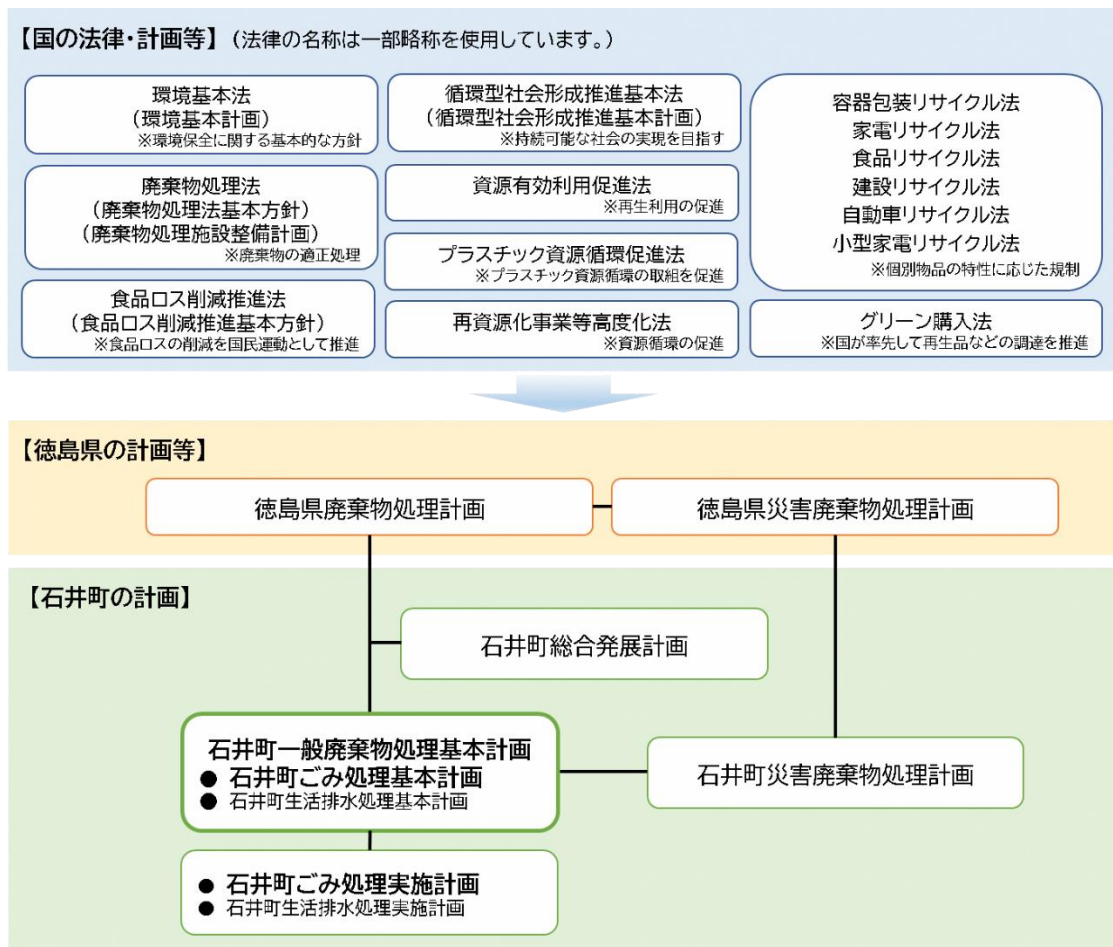 【国の法律・計画等】（法律の名称は一部略称を使用しています。）
環境基本法
（環境基本計画）
※環境保全に関する基本的な方針
廃棄物処理法
（廃棄物処理法基本方針）
（廃棄物処理施設整備計画）
※廃棄物の適正処理
食品ロス削減推進法
（食品ロス削減推進基本方針）
※食品ロスの削減を国民運動として推進
循環型社会形成推進基本法
（循環型社会形成推進基本計画）
※持続可能な社会の実現を目指す
資源有効利用促進法
※再生利用の促進
プラスチック資源循環促進法
※プラスチック資源循環の取組を促進
再資源化事業等高度化法
※資源循環の促進
容器包装リサイクル法
家電リサイクル法
食品リサイクル法
建設リサイクル法
自動車リサイクル法
小型家電リサイクル法
※個別物品の特性に応じた規制
グリーン購入法
※国が率先して再生品などの調達を推進
【徳島県の計画等】
徳島県廃棄物処理計画
徳島県災害廃棄物処理計画
【石井町の計画】
石井町総合発展計画
石井町一般廃棄物処理基本計画
● 石井町ごみ処理基本計画
● 石井町生活排水処理基本計画
石井町災害廃棄物処理計画
● 石井町ごみ処理実施計画
● 石井町生活排水処理実施計画